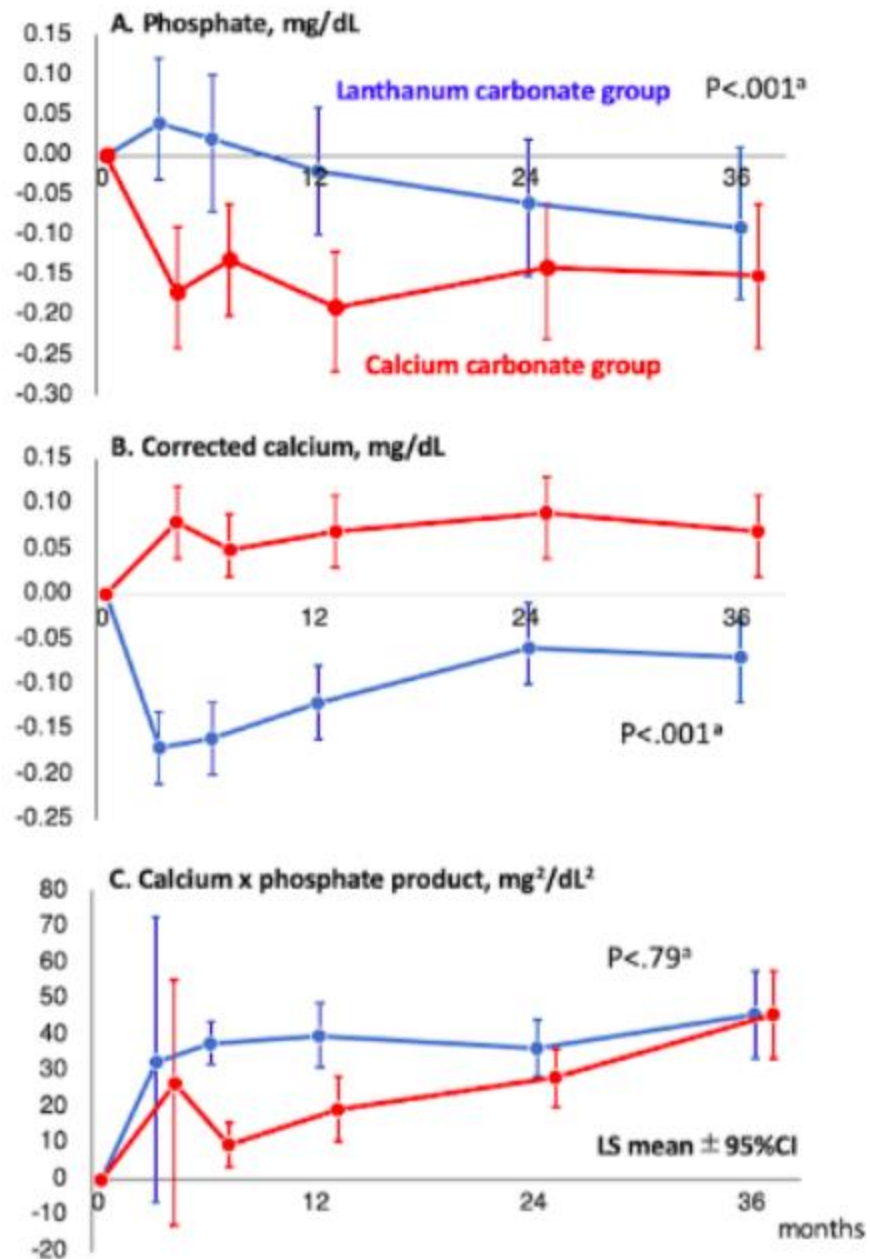 A. Phosphate, mg/dL
0.15
0.10
Lanthanum carbonate group P<.001ª
0.05
0.00
0 12 24 36
-0.05
-0.10
-0.15
-0.20
-0.25
Calcium carbonate group
-0.30
B. Corrected calcium, mg/dL
0.15
0.10
0.05
0.00
0 12 24 36
-0.05
-0.10
-0.15
P<.001ª
-0.20
-0.25
C. Calcium x phosphate product, mg²/dL²
80
70
60
P<.79ª
50
40
30
20
10
LS mean ± 95%CI
0
0 12 24 36
-10
months
-20